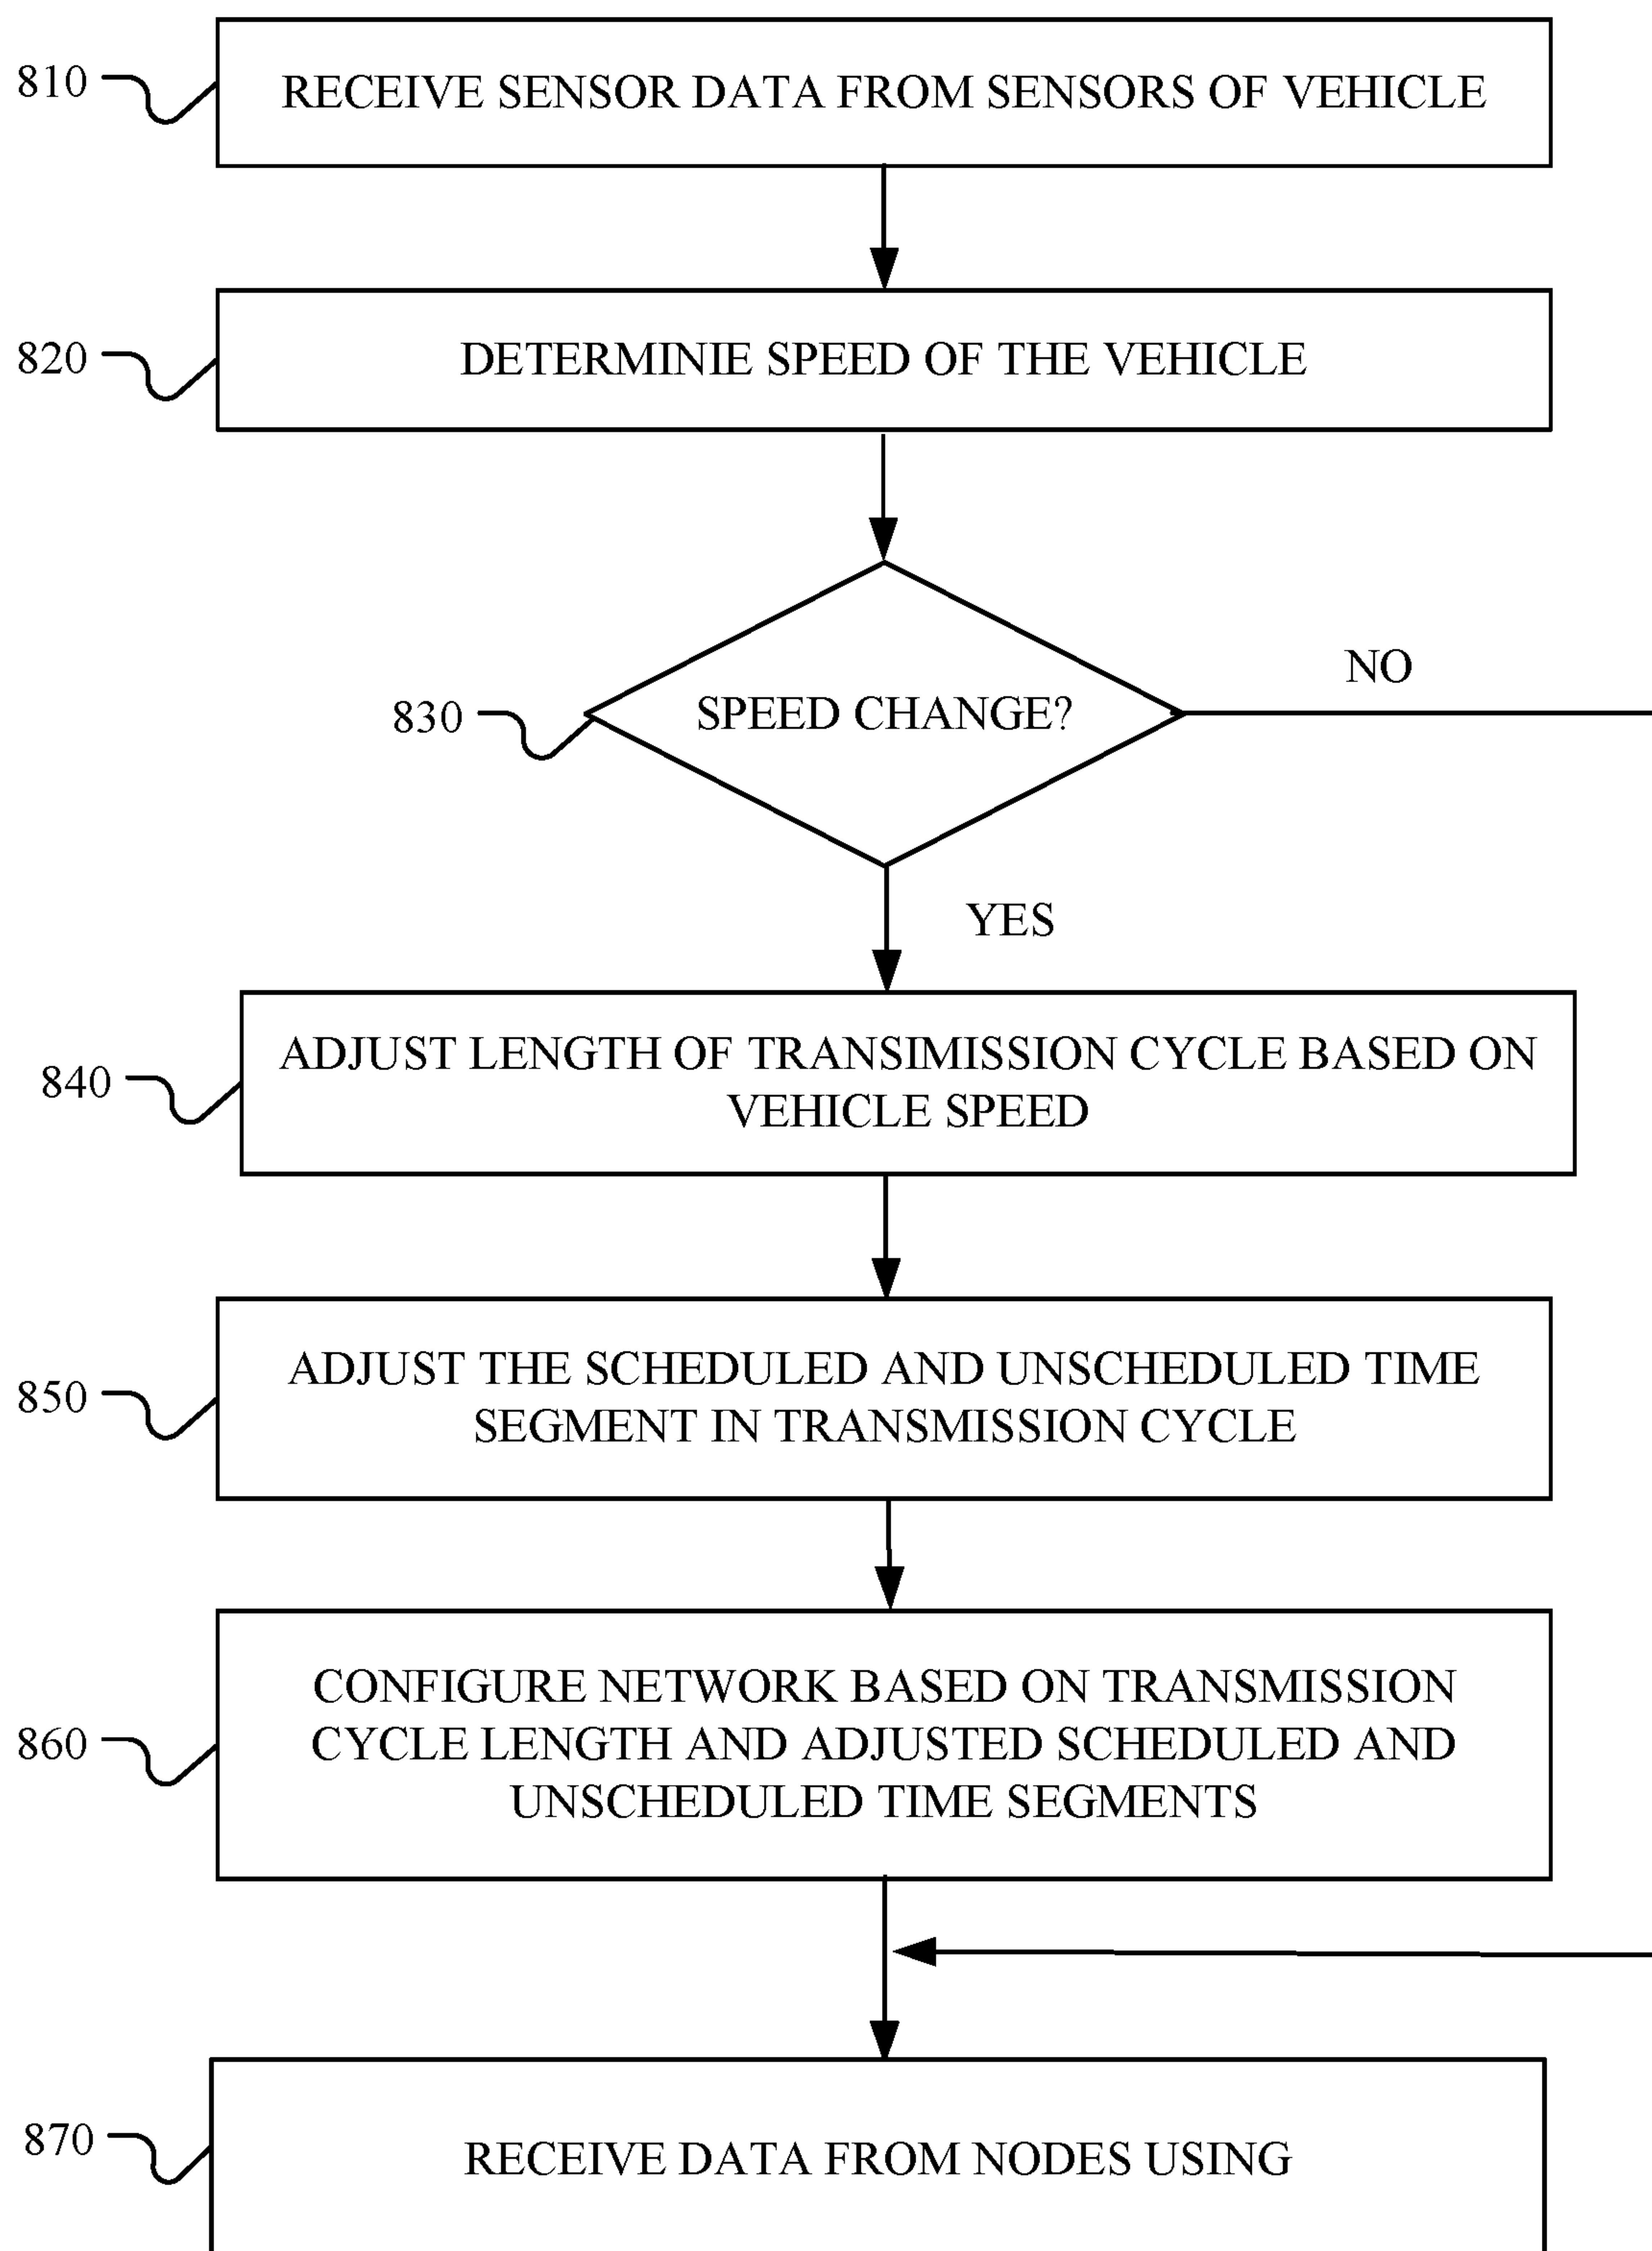 810
RECEIVE SENSOR DATA FROM SENSORS OF VEHICLE
820
DETERMINIE SPEED OF THE VEHICLE
830
SPEED CHANGE?
NO
YES
840
ADJUST LENGTH OF TRANSIMISSION CYCLE BASED ON
VEHICLE SPEED
850
ADJUST THE SCHEDULED AND UNSCHEDULED TIME
SEGMENT IN TRANSMISSION CYCLE
860
CONFIGURE NETWORK BASED ON TRANSMISSION
CYCLE LENGTH AND ADJUSTED SCHEDULED AND
UNSCHEDULED TIME SEGMENTS
870
RECEIVE DATA FROM NODES USING